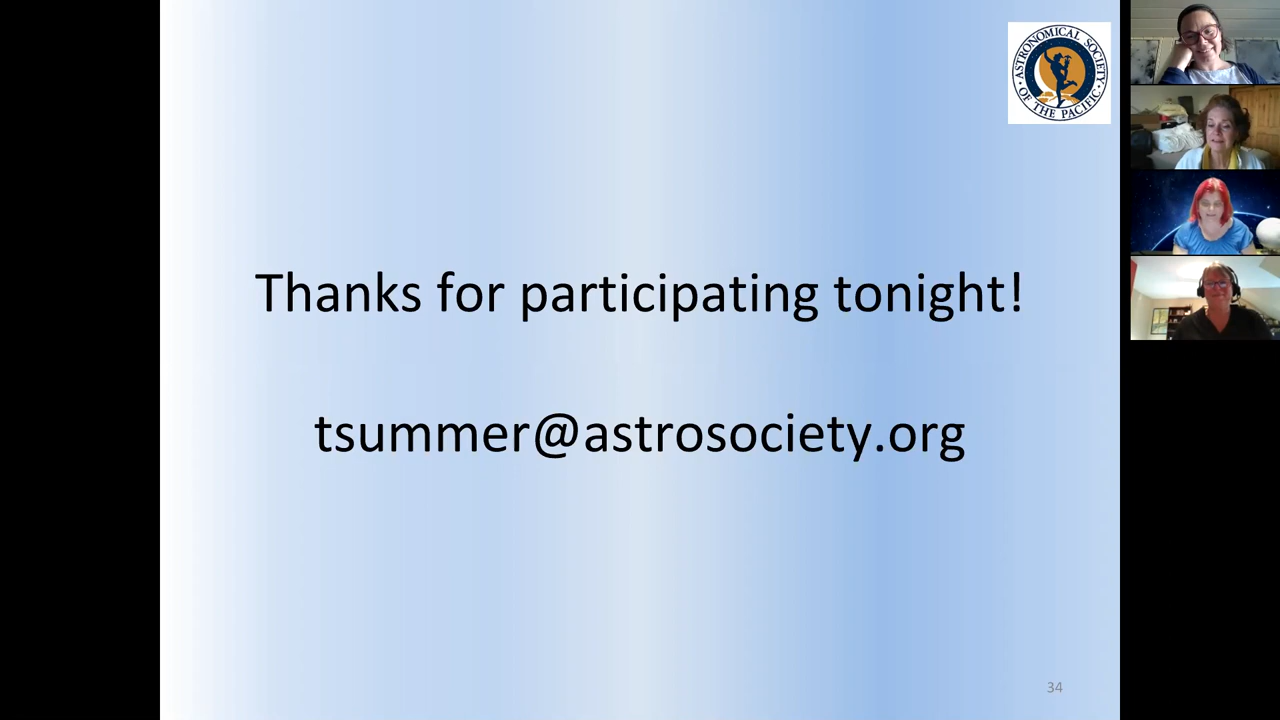 ASTRONOMICAL SOCIETY
OF THE PACIFIC
Thanks for participating tonight!
tsummer@astrosociety.org
34